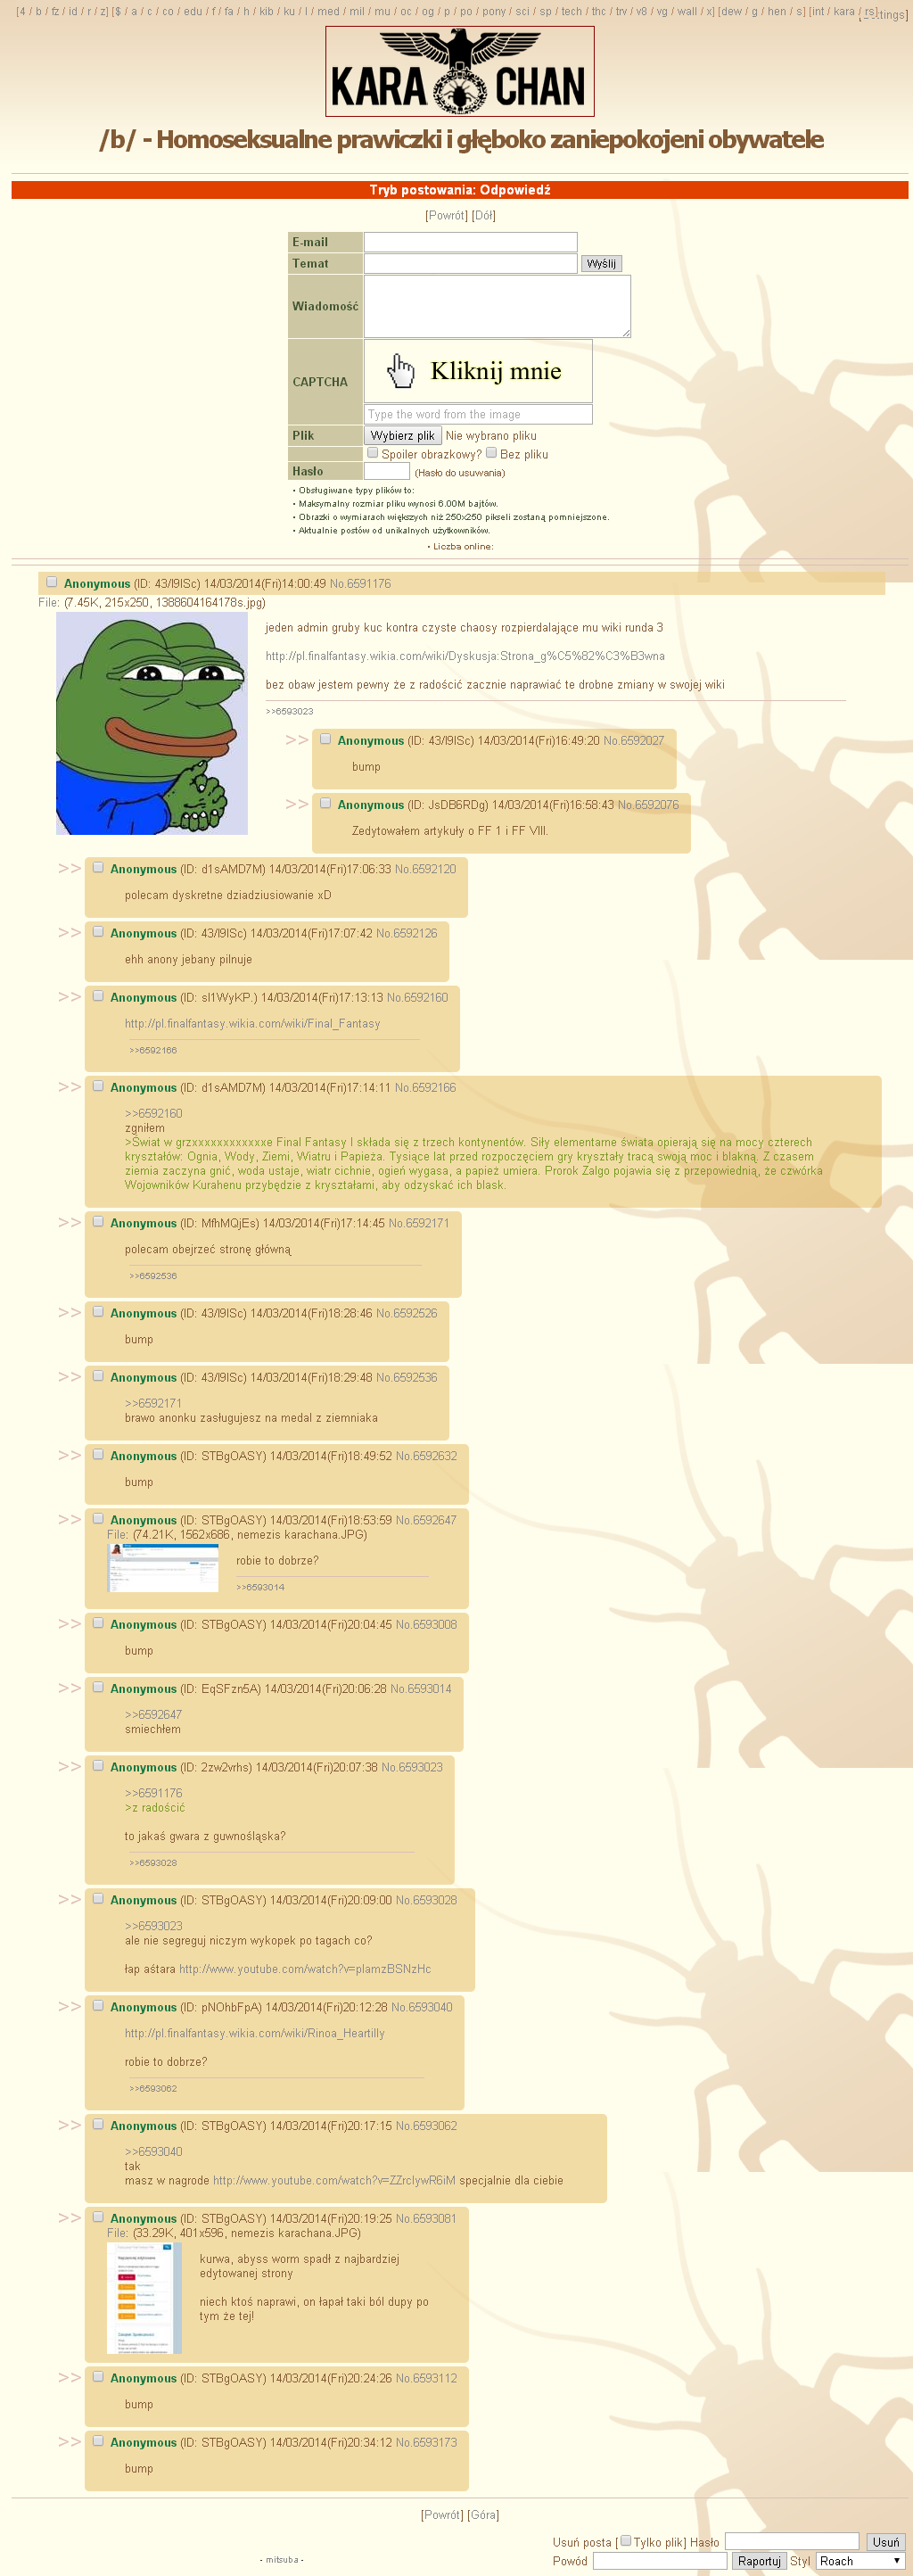 [4 / b / fz / id / r / z] [$ / a / c / co / edu / f / fa / h / kib / ku / l / med / mil / mu / oc / og / p / po / pony / sci / sp / tech / thc / trv / v8 / vg / wall / x] [dew / g / hen / s] [int / kara / rs]
KARA CHAN
/b/ - Homoseksualne prawiczki i głęboko zaniepokojeni obywatele
Tryb postowania: Odpowiedź
[Powrót] [Dół]
E-mail
Temat Wyślij
Wiadomość
CAPTCHA Kliknij mnie
Type the word from the image
Plik Wybierz plik Nie wybrano pliku
Spoiler obrazkowy? Bez pliku
Hasło (Hasło do usuwania)
• Obsługiwane typy plików to:
• Maksymalny rozmiar pliku wynosi 6.00M bajtów.
• Obrazki o wymiarach większych niż 250x250 pikseli zostaną pomniejszone.
• Aktualnie postów od unikalnych użytkowników.
• Liczba online:
Anonymous (ID: 43/I9ISc) 14/03/2014(Fri)14:00:49 No.6591176
File: (7.45K, 215x250, 1388604164178s.jpg)
jeden admin gruby kuc kontra czyste chaosy rozpierdalające mu wiki runda 3
http://pl.finalfantasy.wikia.com/wiki/Dyskusja:Strona_g%C5%82%C3%B3wna
bez obaw jestem pewny że z radościć zacznie naprawiać te drobne zmiany w swojej wiki
>>6593023
>> Anonymous (ID: 43/I9ISc) 14/03/2014(Fri)16:49:20 No.6592027
bump
>> Anonymous (ID: JsDB6RDg) 14/03/2014(Fri)16:58:43 No.6592076
Zedytowałem artykuły o FF 1 i FF VIII.
>> Anonymous (ID: d1sAMD7M) 14/03/2014(Fri)17:06:33 No.6592120
polecam dyskretne dziadziusiowanie xD
>> Anonymous (ID: 43/I9ISc) 14/03/2014(Fri)17:07:42 No.6592126
ehh anony jebany pilnuje
>> Anonymous (ID: sl1WyKP.) 14/03/2014(Fri)17:13:13 No.6592160
http://pl.finalfantasy.wikia.com/wiki/Final_Fantasy
>>6592166
>> Anonymous (ID: d1sAMD7M) 14/03/2014(Fri)17:14:11 No.6592166
>>6592160
zgniłem
>Świat w grzxxxxxxxxxxxe Final Fantasy I składa się z trzech kontynentów. Siły elementarne świata opierają się na mocy czterech
kryształów: Ognia, Wody, Ziemi, Wiatru i Papieża. Tysiące lat przed rozpoczęciem gry kryształy tracą swoją moc i blakną. Z czasem
ziemia zaczyna gnić, woda ustaje, wiatr cichnie, ogień wygasa, a papież umiera. Prorok Zalgo pojawia się z przepowiednią, że czwórka
Wojowników Kurahenu przybędzie z kryształami, aby odzyskać ich blask.
>> Anonymous (ID: MfhMQjEs) 14/03/2014(Fri)17:14:45 No.6592171
polecam obejrzeć stronę główną
>>6592536
>> Anonymous (ID: 43/I9ISc) 14/03/2014(Fri)18:28:46 No.6592526
bump
>> Anonymous (ID: 43/I9ISc) 14/03/2014(Fri)18:29:48 No.6592536
>>6592171
brawo anonku zasługujesz na medal z ziemniaka
>> Anonymous (ID: STBgOASY) 14/03/2014(Fri)18:49:52 No.6592632
bump
>> Anonymous (ID: STBgOASY) 14/03/2014(Fri)18:53:59 No.6592647
File: (74.21K, 1562x686, nemezis karachana.JPG)
robie to dobrze?
>>6593014
>> Anonymous (ID: STBgOASY) 14/03/2014(Fri)20:04:45 No.6593008
bump
>> Anonymous (ID: EqSFzn5A) 14/03/2014(Fri)20:06:28 No.6593014
>>6592647
smiechłem
>> Anonymous (ID: 2zw2vrhs) 14/03/2014(Fri)20:07:38 No.6593023
>>6591176
>z radościć
to jakaś gwara z guwnośląska?
>>6593028
>> Anonymous (ID: STBgOASY) 14/03/2014(Fri)20:09:00 No.6593028
>>6593023
ale nie segreguj niczym wykopek po tagach co?
łap aśtara http://www.youtube.com/watch?v=plamzBSNzHc
>> Anonymous (ID: pNOhbFpA) 14/03/2014(Fri)20:12:28 No.6593040
http://pl.finalfantasy.wikia.com/wiki/Rinoa_Heartilly
robie to dobrze?
>>6593062
>> Anonymous (ID: STBgOASY) 14/03/2014(Fri)20:17:15 No.6593062
>>6593040
tak
masz w nagrode http://www.youtube.com/watch?v=ZZrclywR6iM specjalnie dla ciebie
>> Anonymous (ID: STBgOASY) 14/03/2014(Fri)20:19:25 No.6593081
File: (33.29K, 401x596, nemezis karachana.JPG)
kurwa, abyss worm spadł z najbardziej
edytowanej strony
niech ktoś naprawi, on łapał taki ból dupy po
tym że tej!
>> Anonymous (ID: STBgOASY) 14/03/2014(Fri)20:24:26 No.6593112
bump
>> Anonymous (ID: STBgOASY) 14/03/2014(Fri)20:34:12 No.6593173
bump
[Powrót] [Góra]
Usuń posta [Tylko plik] Hasło Usuń
- mitsuba -
Powód Raportuj Styl Roach